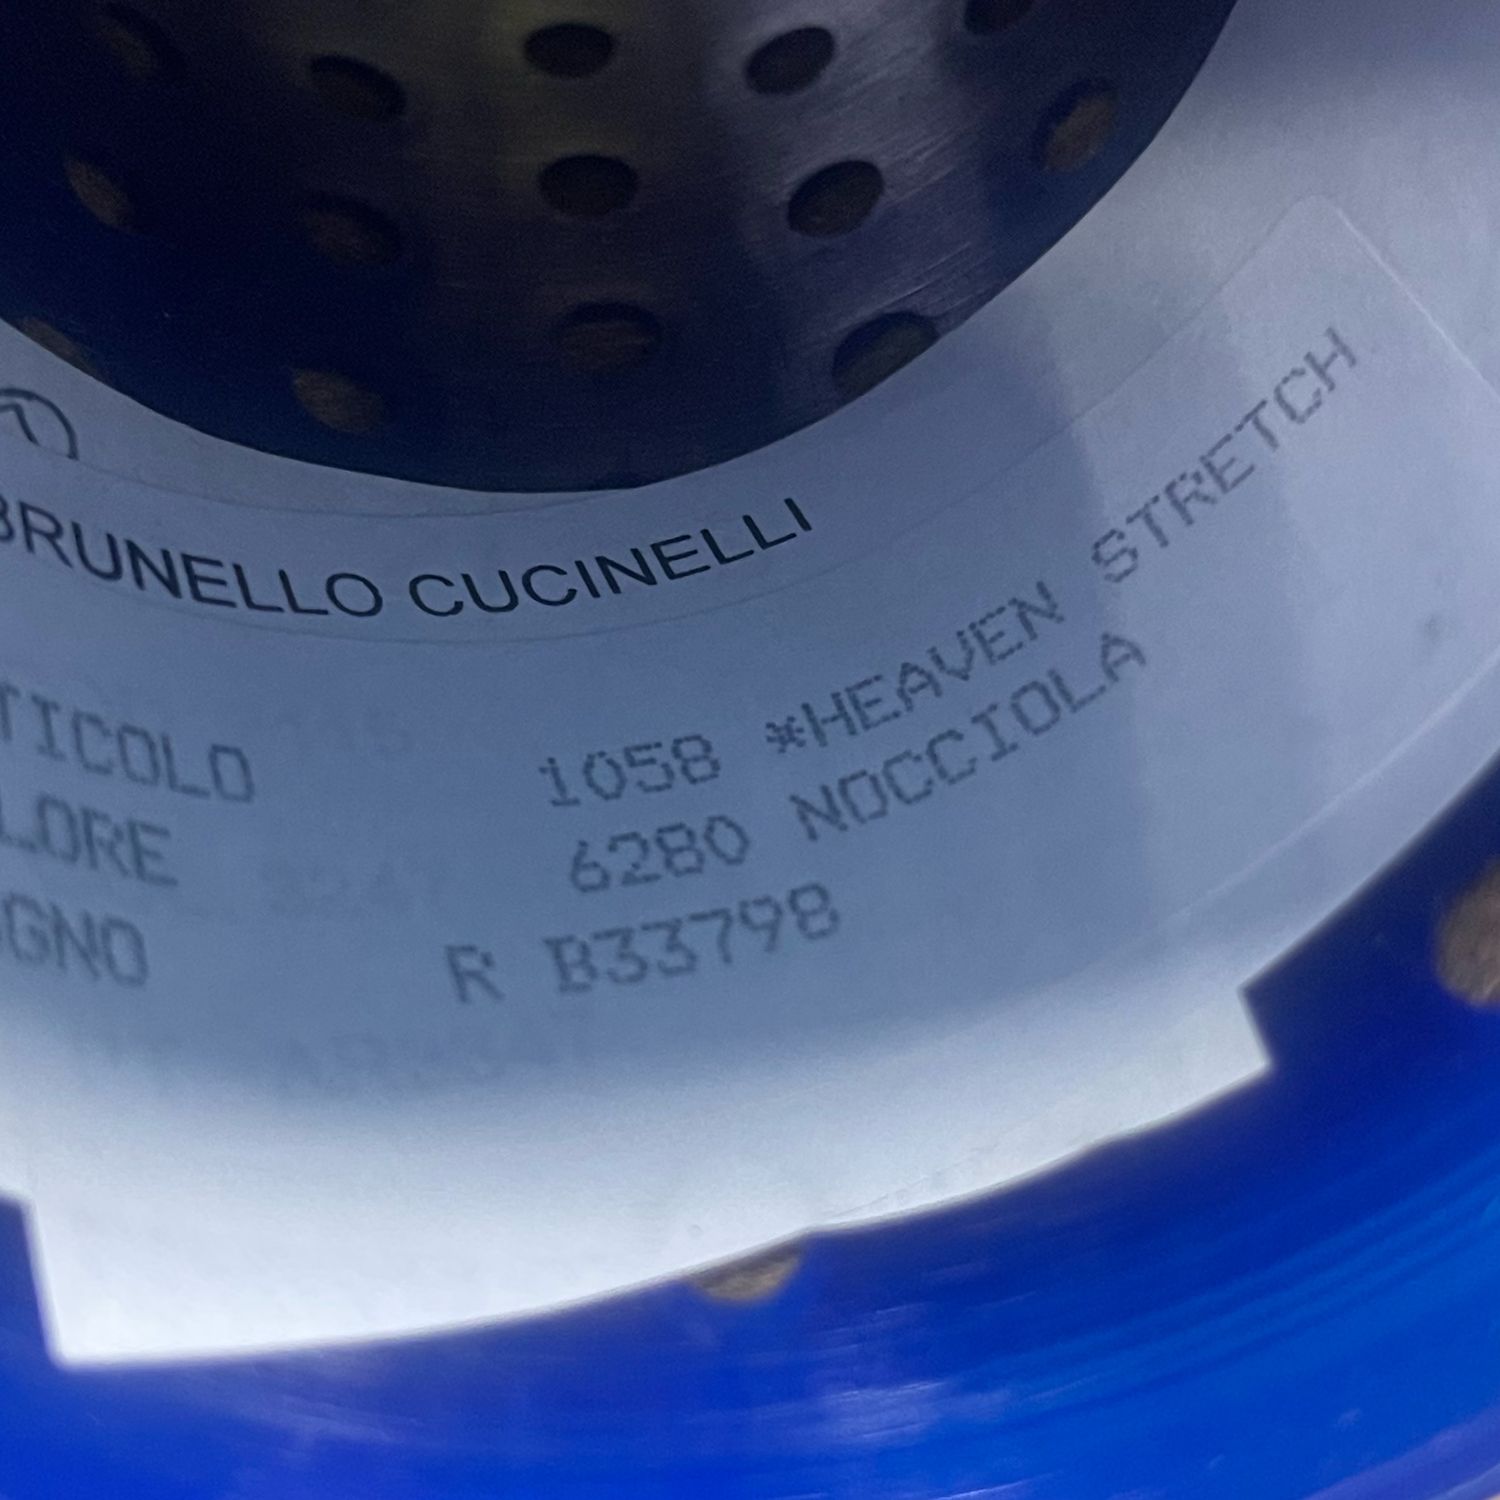 BRUNELLO CUCINELLI
TICOLO 1058 *HEAVEN STRETCH
LORE 6280 NOCCIOLA
GNO R B33798